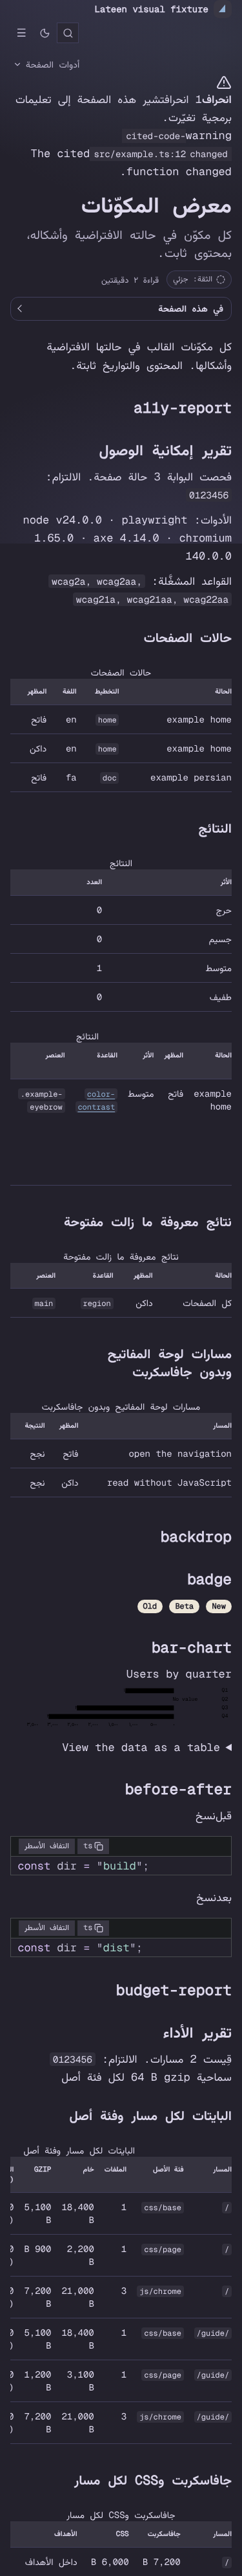 Lateen visual fixture
أدوات الصفحة
انحراف1 انحرافتشير هذه الصفحة إلى تعليمات
برمجية تغيّرت.
cited-code-warning
The cited src/example.ts:12 changed
function changed.
معرض المكوّنات
كل مكوّن في حالته الافتراضية وأشكاله،
بمحتوى ثابت.
الثقة: جزئي
قراءة ٢ دقيقتين
في هذه الصفحة
كل مكوّنات القالب في حالتها الافتراضية
وأشكالها. المحتوى والتواريخ ثابتة.
a11y-report
تقرير إمكانية الوصول
فحصت البوابة 3 حالة صفحة. الالتزام:
0123456
الأدوات: node v24.0.0 · playwright
1.65.0 · axe 4.14.0 · chromium
140.0.0
القواعد المشغَّلة: wcag2a, wcag2aa,
wcag21a, wcag21aa, wcag22aa
حالات الصفحات
حالات الصفحات
الحالة التخطيط اللغة المظهر
example home home en فاتح
example home home en داكن
example persian doc fa فاتح
النتائج
النتائج
الأثر العدد
حرج 0
جسيم 0
متوسط 1
طفيف 0
النتائج
الحالة المظهر الأثر القاعدة العنصر
example home فاتح متوسط color-contrast .example-eyebrow
نتائج معروفة ما زالت مفتوحة
نتائج معروفة ما زالت مفتوحة
الحالة المظهر القاعدة العنصر
كل الصفحات داكن region main
مسارات لوحة المفاتيح
وبدون جافاسكربت
مسارات لوحة المفاتيح وبدون جافاسكربت
المسار المظهر النتيجة
open the navigation فاتح نجح
read without JavaScript داكن نجح
backdrop
badge
New Beta Old
bar-chart
Users by quarter
View the data as a table
before-after
قبلنسخ
ts
التفاف الأسطر
const dir = "build";
بعدنسخ
ts
التفاف الأسطر
const dir = "dist";
budget-report
تقرير الأداء
قِيست 2 مسارات. الالتزام: 0123456
سماحية 64 B gzip لكل فئة أصل
البايتات لكل مسار وفئة أصل
البايتات لكل مسار وفئة أصل
المسار فئة الأصل الملفات خام GZIP
/ css/base 1 18,400 B 5,100 B
/ css/page 1 2,200 B 900 B
/ js/chrome 3 21,000 B 7,200 B
/guide/ css/base 1 18,400 B 5,100 B
/guide/ css/page 1 3,100 B 1,200 B
/guide/ js/chrome 3 21,000 B 7,200 B
جافاسكربت وCSS لكل مسار
جافاسكربت وCSS لكل مسار
المسار جافاسكربت CSS الأهداف
/ 7,200 B 6,000 B داخل الأهداف